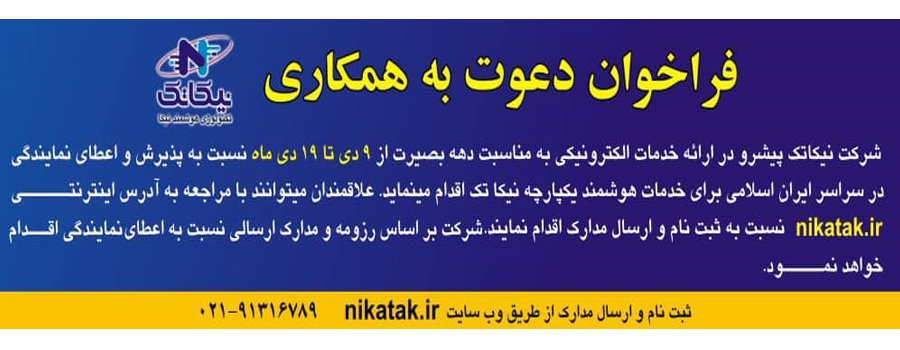 فراخوان دعوت به همکاری
نیکاتک
تکنولوژی هوشمند نیکا
شرکت نیکاتک پیشرو در ارائه خدمات الکترونیکی به مناسبت دهه بصیرت از ۹ دی تا ۱۹ دی ماه نسبت به پذیرش و اعطای نمایندگی
در سراسر ایران اسلامی برای خدمات هوشمند یکپارچه نیکا تک اقدام مینماید. علاقمندان میتوانند با مراجعه به آدرس اینترنتــــی
nikatak.ir نسبت به ثبت نام و ارسال مدارک اقدام نمایند.شرکت بر اساس رزومه و مدارک ارسالی نسبت به اعطای نمایندگی اقــدام
خواهد نمـــــود.
ثبت نام و ارسال مدارک از طریق وب سایت nikatak.ir ۰۲۱-۹۱۳۱۶۷۸۹